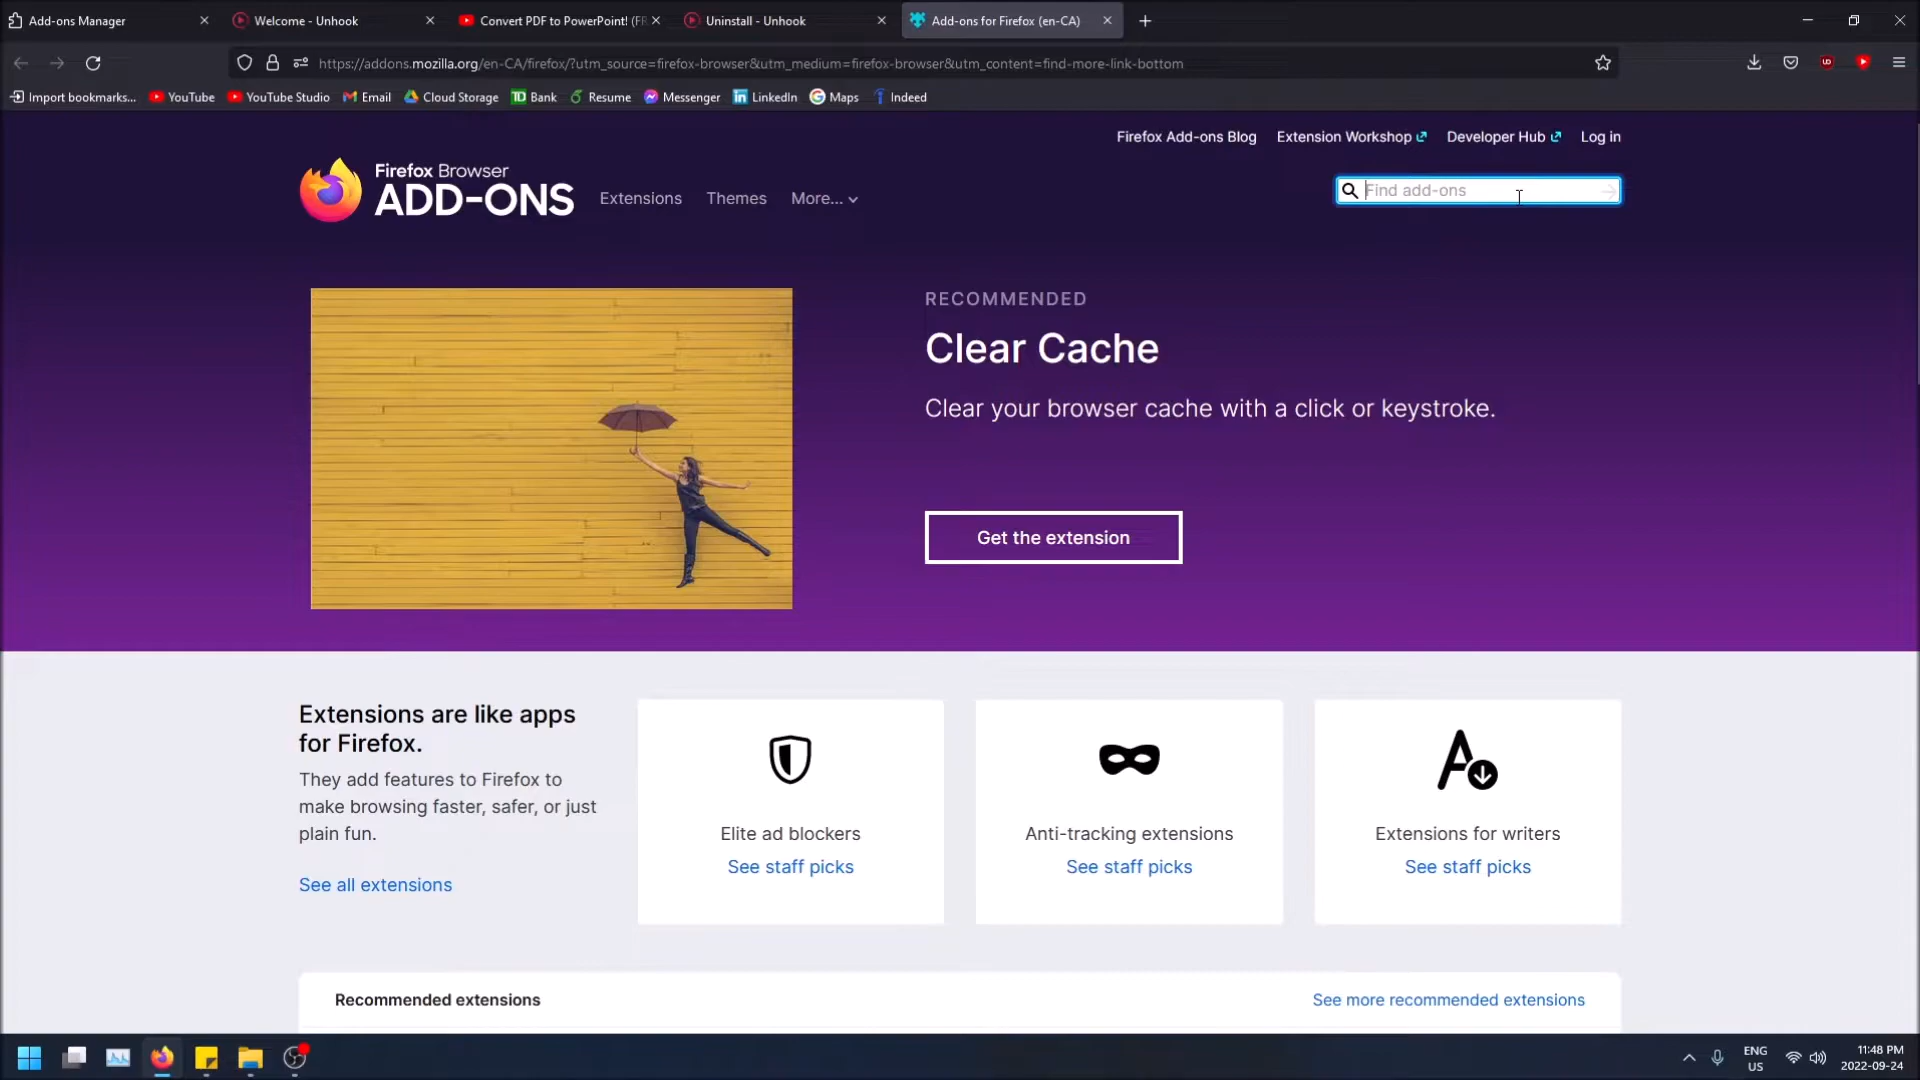 Add-ons Manager
Welcome - Unhook
Convert PDF to PowerPoint! (FR
Uninstall - Unhook
Add-ons for Firefox (en-CA)
https://addons.mozilla.org/en-CA/firefox/?utm_source=firefox-browser&utm_medium=firefox-browser&utm_content=find-more-link-bottom
Import bookmarks... YouTube YouTube Studio Email Cloud Storage Bank Resume Messenger LinkedIn Maps Indeed
Firefox Add-ons Blog Extension Workshop Developer Hub Log in
Firefox Browser
ADD-ONS
Extensions Themes More...
Find add-ons
RECOMMENDED
Clear Cache
Clear your browser cache with a click or keystroke.
Get the extension
Extensions are like apps
for Firefox.
They add features to Firefox to
make browsing faster, safer, or just
plain fun.
See all extensions
Elite ad blockers
See staff picks
Anti-tracking extensions
See staff picks
Extensions for writers
See staff picks
Recommended extensions
See more recommended extensions
ENG
US
11:48 PM
2022-09-24